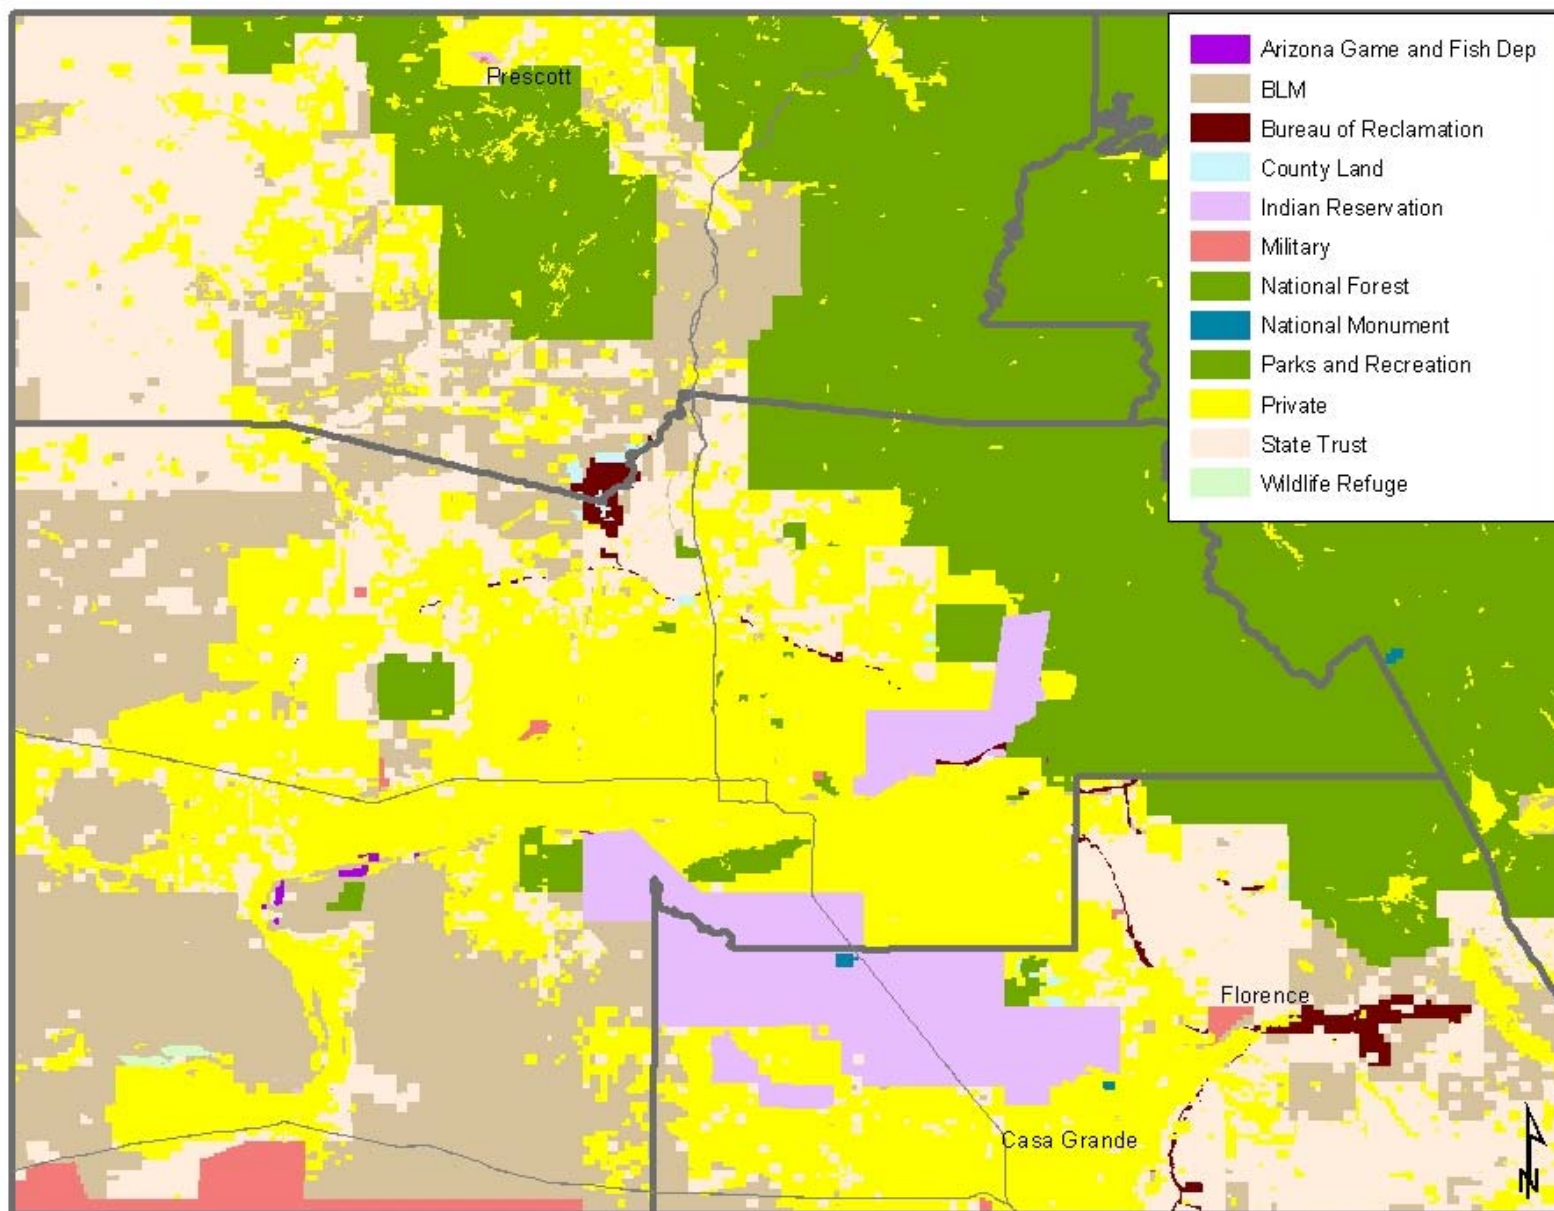 Prescott
Arizona Game and Fish Dep
BLM
Bureau of Reclamation
County Land
Indian Reservation
Military
National Forest
National Monument
Parks and Recreation
Private
State Trust
Wildlife Refuge
Florence
Casa Grande
N